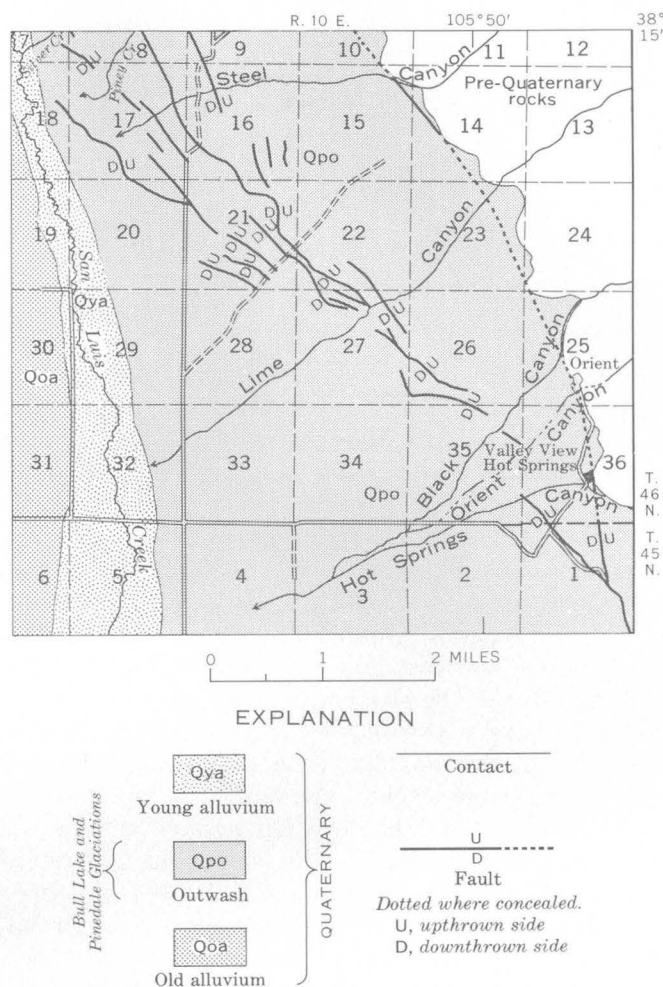 R. 10 E. 105°50' 38°
15'
8 9 10 11 12
Piney Cr.
D U
D U
Steel Canyon
Pre-Quaternary
rocks
18 17 16 15 14 13
Qpo
D U
D U
19 20 21 22 23 24
D U
D U
D U
D U
D U
D U
Canyon
San Luis Creek
Qya
30 29 28 27 26 25
Qoa
Lime
D U
Canyon
Orient
D U
Canyon
31 32 33 34 35 36
Valley View
Hot Springs
Black
Orient
Canyon
Qpo
T.
46
N.
T.
45
N.
D U
D U
6 5 4 3 2 1
Hot Springs
0 1 2 MILES
EXPLANATION
Qya
Young alluvium
Qpo
Outwash
Qoa
Old alluvium
Bull Lake and
Pinedale Glaciations
QUATERNARY
Contact
U
D
Fault
Dotted where concealed.
U, upthrown side
D, downthrown side